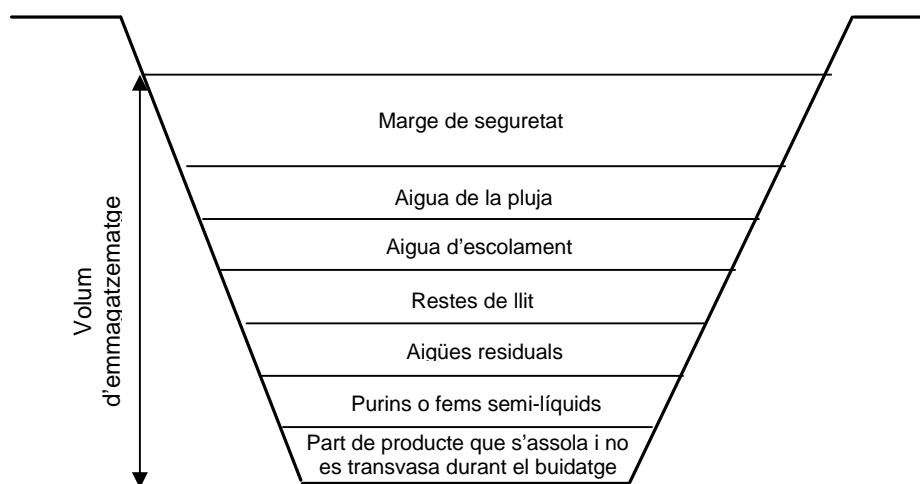 Marge de seguretat
Aigua de la pluja
Aigua d'escolament
Restes de llit
Aigües residuals
Purins o fems semi-líquids
Part de producte que s'assola i no
es transvasa durant el buidatge
Volum
d'emmagatzematge